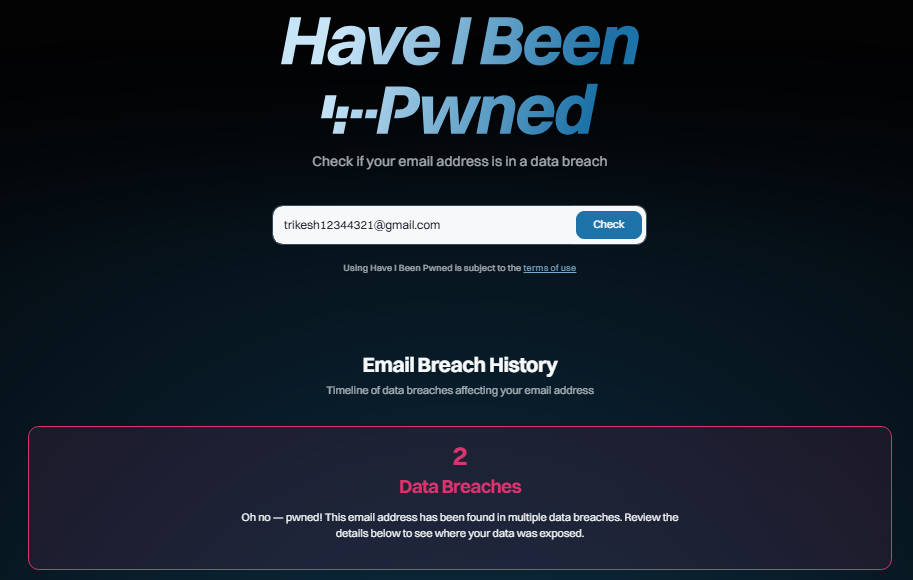 Have I Been
Pwned
Check if your email address is in a data breach
trikesh12344321@gmail.com
Check
Using Have I Been Pwned is subject to the terms of use
Email Breach History
Timeline of data breaches affecting your email address
2
Data Breaches
Oh no — pwned! This email address has been found in multiple data breaches. Review the
details below to see where your data was exposed.